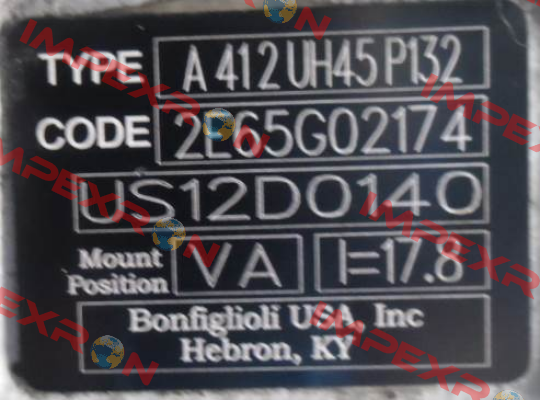 TYPE A 412 UH45 P132
CODE 2E65G02174
US12D0140
Mount Position VA I=17.8
Bonfiglioli USA, Inc
Hebron, KY
IMPEXRON